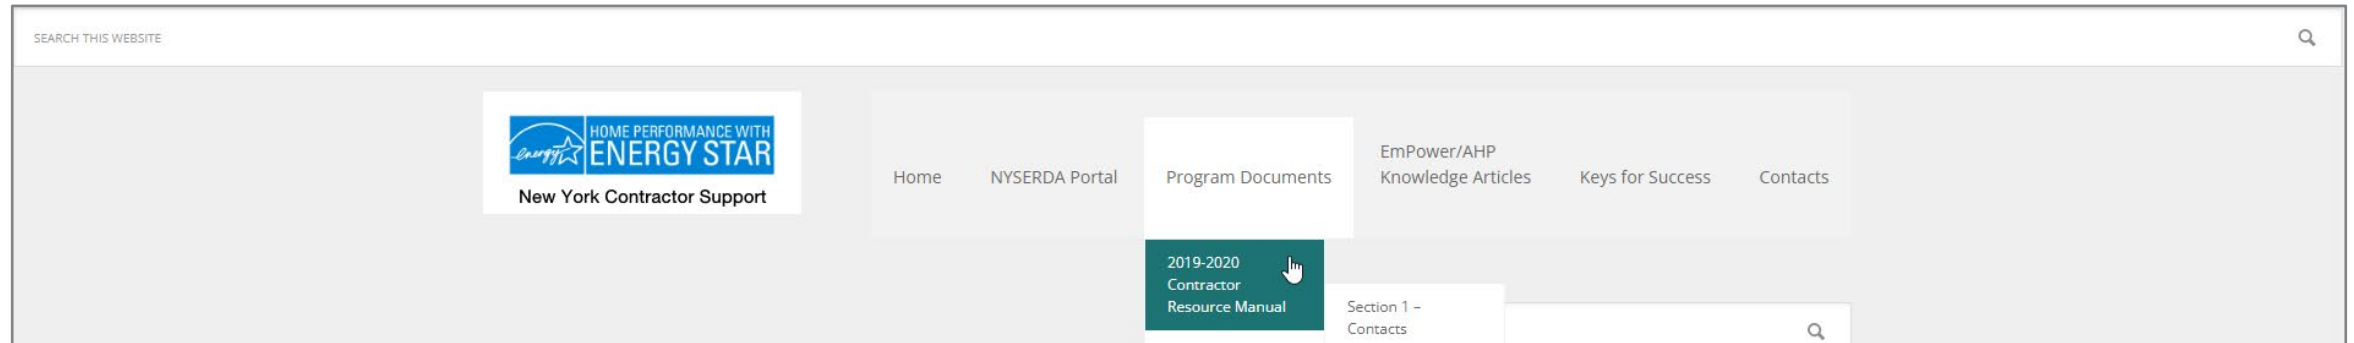 SEARCH THIS WEBSITE
energy
HOME PERFORMANCE WITH
ENERGY STAR
New York Contractor Support
Home
NYSERDA Portal
Program Documents
EmPower/AHP
Knowledge Articles
Keys for Success
Contacts
2019-2020
Contractor
Resource Manual
Section 1 –
Contacts